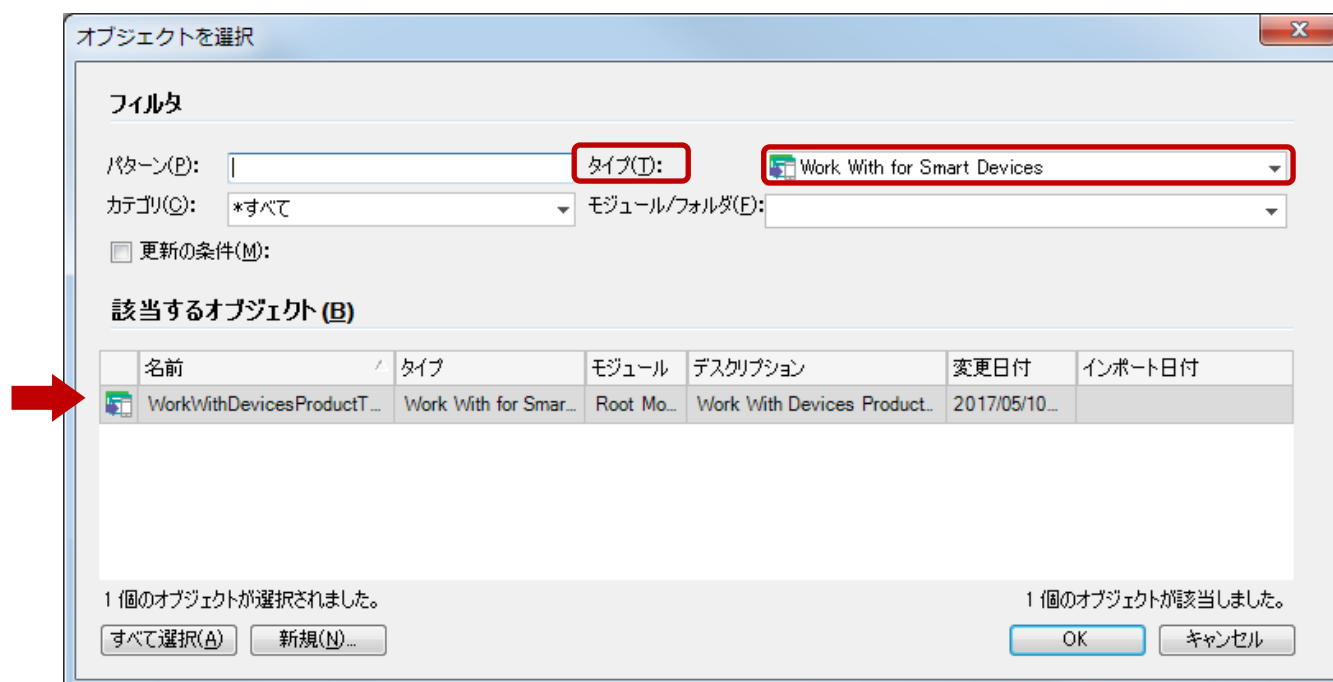 オブジェクトを選択
フィルタ
パターン(P): タイプ(T): Work With for Smart Devices
カテゴリ(C): *すべて モジュール/フォルダ(F):
更新の条件(M):
該当するオブジェクト(B)
名前 タイプ モジュール デスクリプション 変更日付 インポート日付
WorkWithDevicesProductT... Work With for Smar... Root Mo... Work With Devices Product... 2017/05/10...
1 個のオブジェクトが選択されました。 1 個のオブジェクトが該当しました。
すべて選択(A) 新規(N)... OK キャンセル